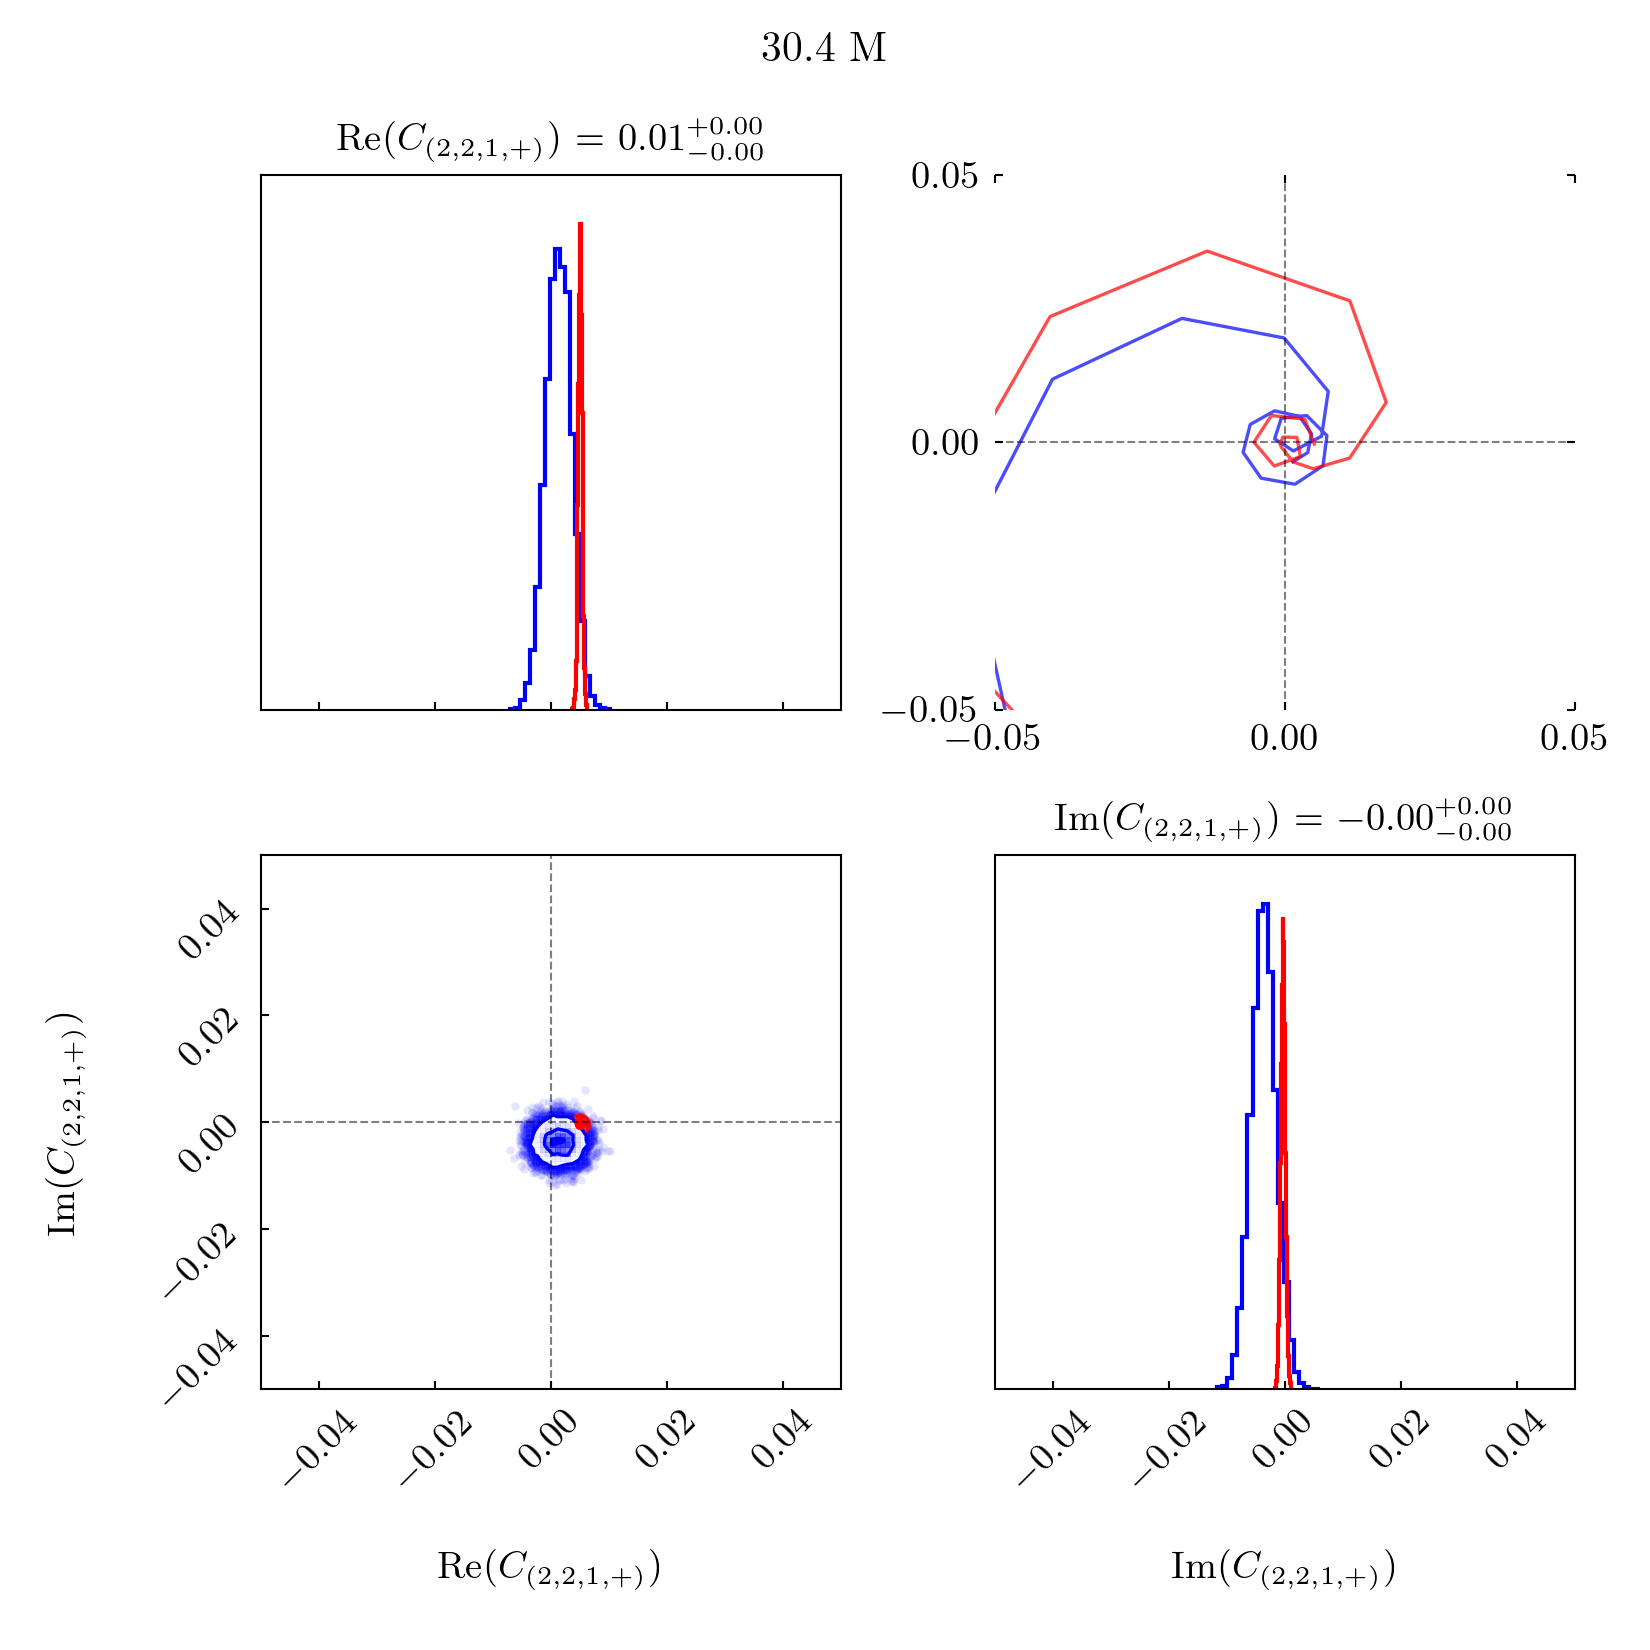 30.4 M
Re(C₍₂,₂,₁,₊₎) = 0.01⁺⁰·⁰⁰₋₀.₀₀
0.05
0.00
−0.05
−0.05 0.00 0.05
Im(C₍₂,₂,₁,₊₎) = −0.00⁺⁰·⁰⁰₋₀.₀₀
Im(C₍₂,₂,₁,₊₎)
0.04
0.02
0.00
−0.02
−0.04
−0.04 −0.02 0.00 0.02 0.04
−0.04 −0.02 0.00 0.02 0.04
Re(C₍₂,₂,₁,₊₎)
Im(C₍₂,₂,₁,₊₎)